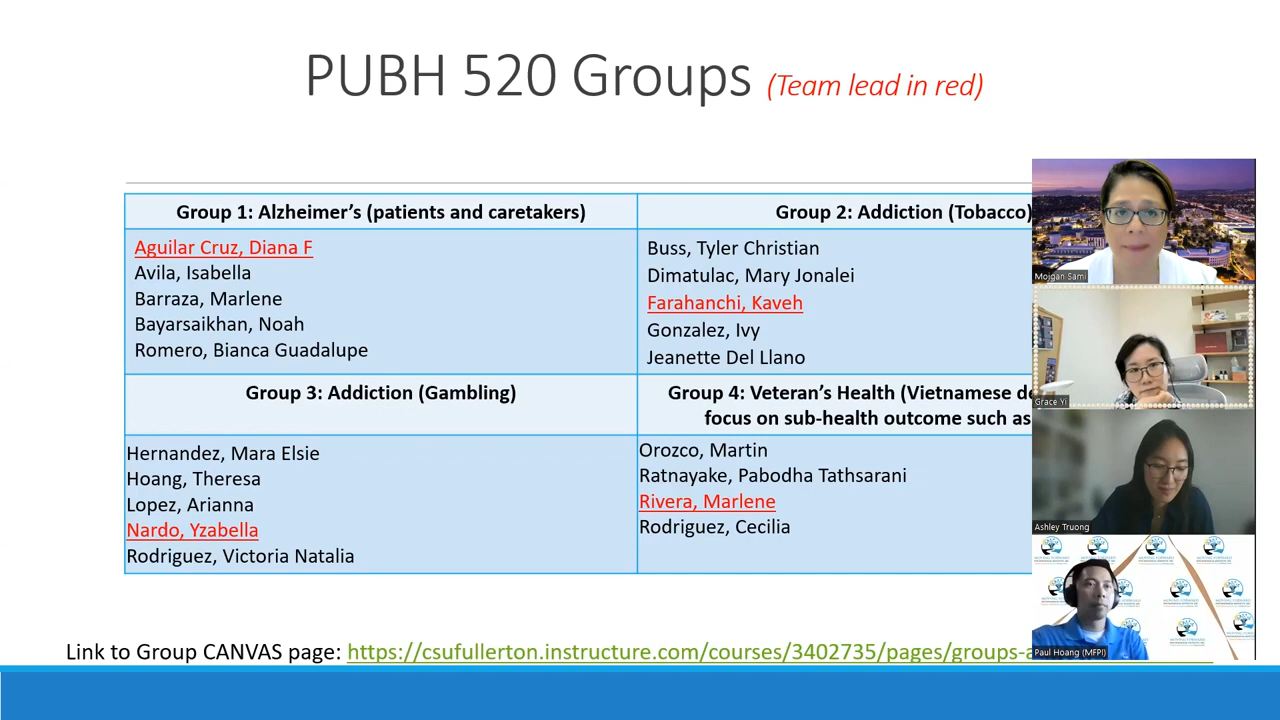 PUBH 520 Groups (Team lead in red)
Group 1: Alzheimer's (patients and caretakers)
Group 2: Addiction (Tobacco)
Aguilar Cruz, Diana F
Avila, Isabella
Barraza, Marlene
Bayarsaikhan, Noah
Romero, Bianca Guadalupe
Buss, Tyler Christian
Dimatulac, Mary Jonalei
Farahanchi, Kaveh
Gonzalez, Ivy
Jeanette Del Llano
Group 3: Addiction (Gambling)
Group 4: Veteran's Health (Vietnamese
focus on sub-health outcome such as
Hernandez, Mara Elsie
Hoang, Theresa
Lopez, Arianna
Nardo, Yzabella
Rodriguez, Victoria Natalia
Orozco, Martin
Ratnayake, Pabodha Tathsarani
Rivera, Marlene
Rodriguez, Cecilia
Link to Group CANVAS page: https://csufullerton.instructure.com/courses/3402735/pages/groups-
Mojgan Sami
Grace Yi
Ashley Truong
Paul Hoang (MFPI)